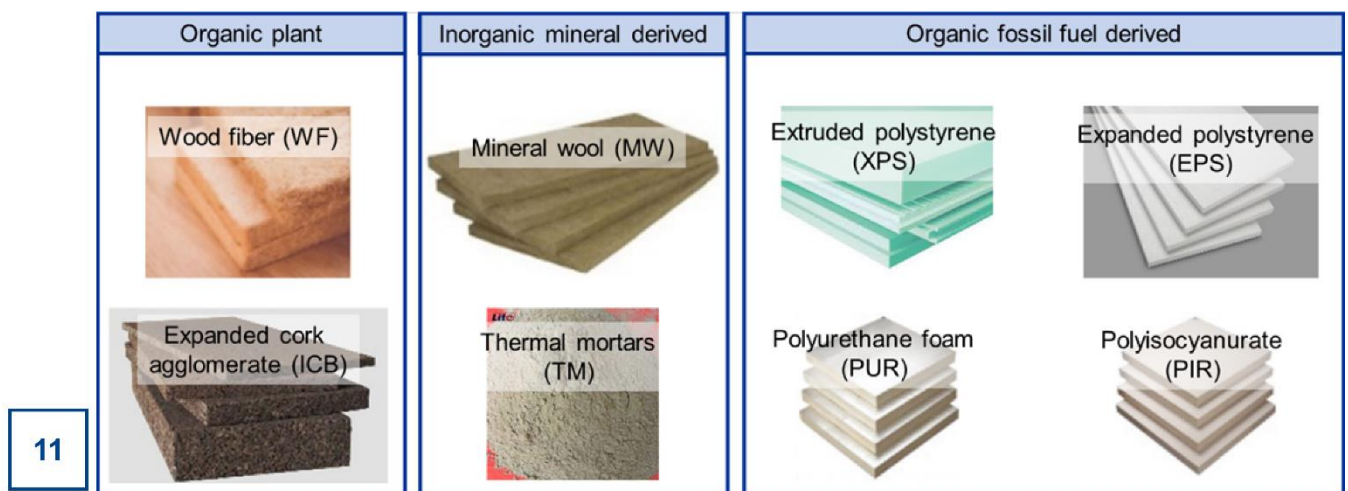 Organic plant
Wood fiber (WF)
Expanded cork
agglomerate (ICB)
Inorganic mineral derived
Mineral wool (MW)
Life
Thermal mortars
(TM)
Organic fossil fuel derived
Extruded polystyrene
(XPS)
Expanded polystyrene
(EPS)
Polyurethane foam
(PUR)
Polyisocyanurate
(PIR)
11